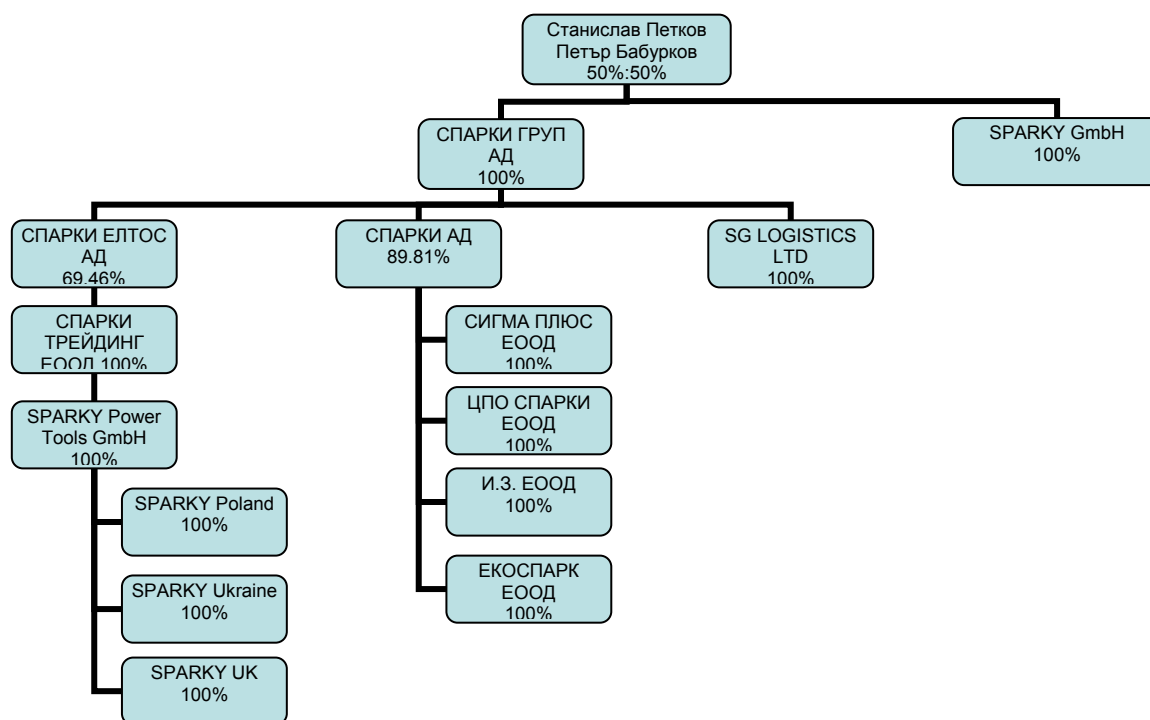 Станислав Петков
Петър Бабурков
50%:50%
СПАРКИ ГРУП
АД
100%
SPARKY GmbH
100%
СПАРКИ ЕЛТОС
АД
69.46%
СПАРКИ АД
89.81%
SG LOGISTICS
LTD
100%
СПАРКИ
ТРЕЙДИНГ
ЕООД 100%
SPARKY Power
Tools GmbH
100%
SPARKY Poland
100%
SPARKY Ukraine
100%
SPARKY UK
100%
СИГМА ПЛЮС
ЕООД
100%
ЦПО СПАРКИ
ЕООД
100%
И.З. ЕООД
100%
ЕКОСПАРК
ЕООД
100%